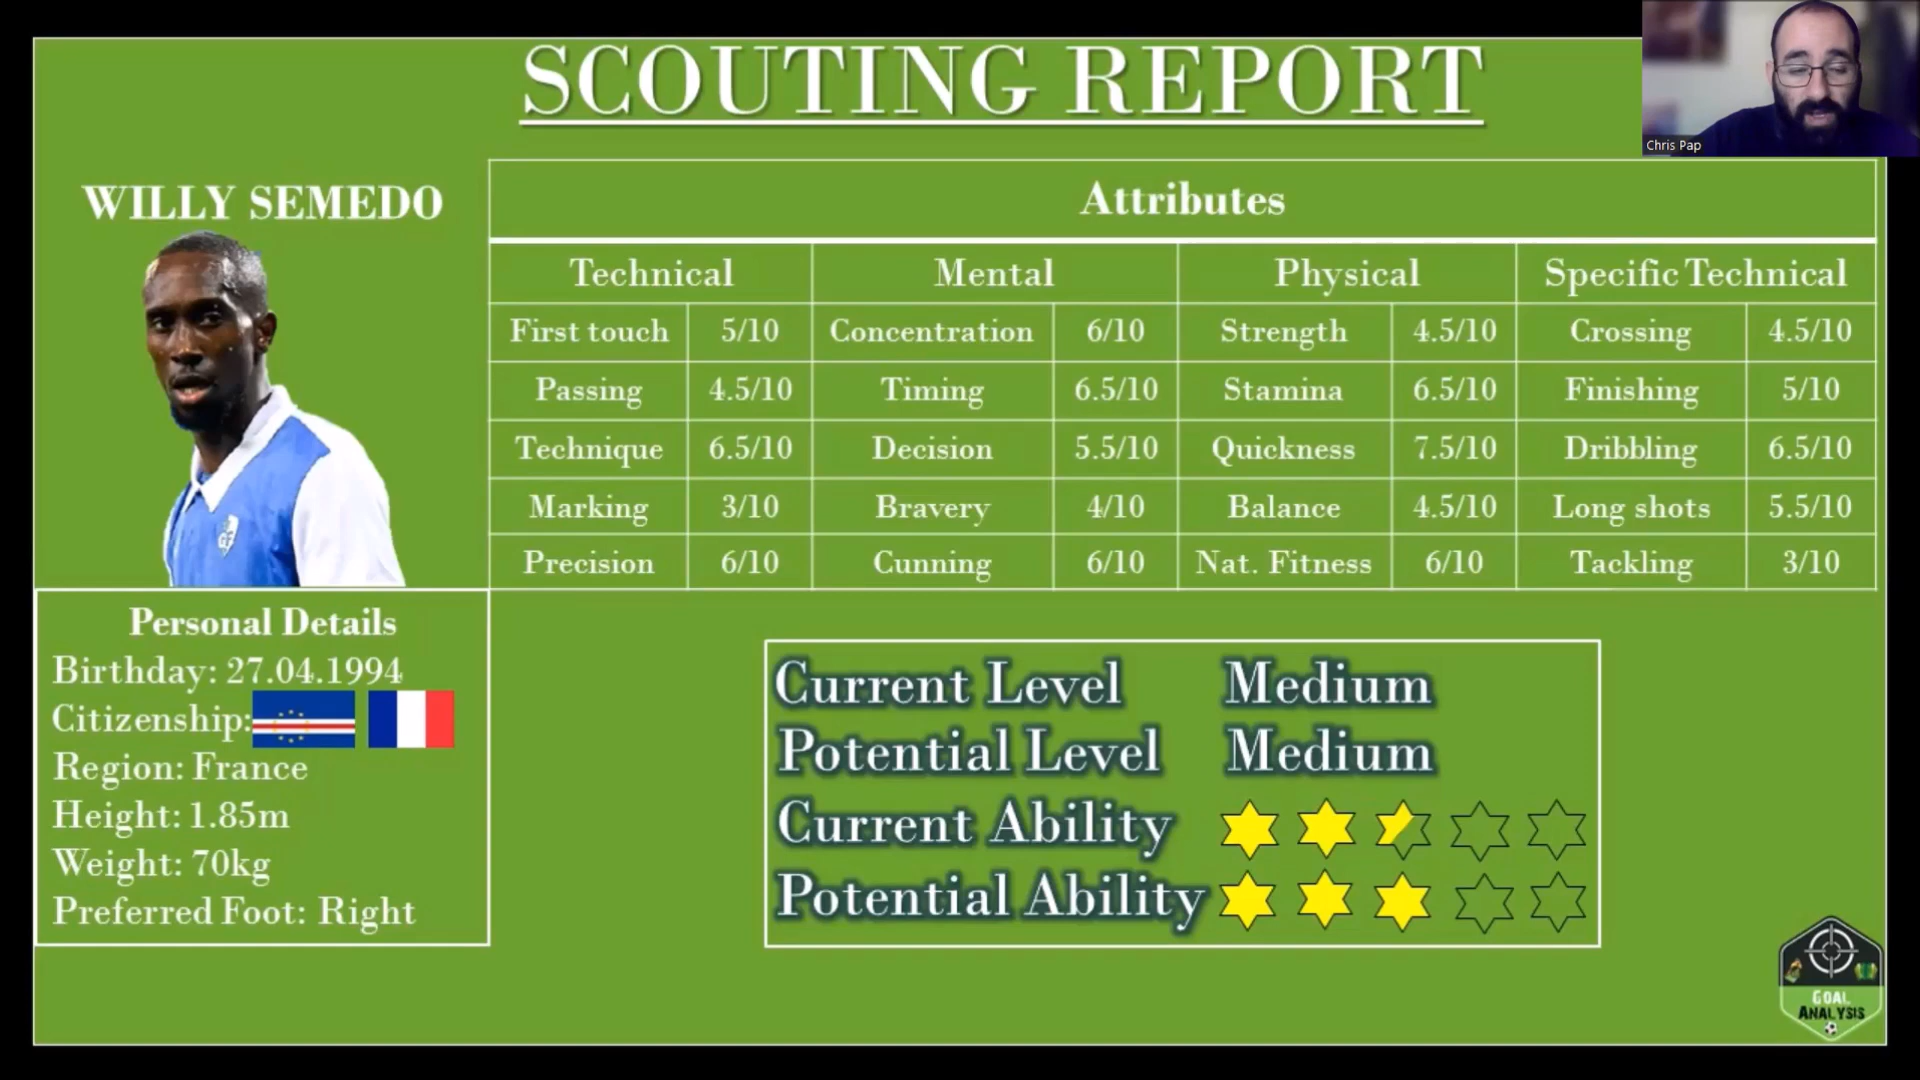 SCOUTING REPORT
Chris Pap
WILLY SEMEDO
Attributes
Technical Mental Physical Specific Technical
First touch 5/10 Concentration 6/10 Strength 4.5/10 Crossing 4.5/10
Passing 4.5/10 Timing 6.5/10 Stamina 6.5/10 Finishing 5/10
Technique 6.5/10 Decision 5.5/10 Quickness 7.5/10 Dribbling 6.5/10
Marking 3/10 Bravery 4/10 Balance 4.5/10 Long shots 5.5/10
Precision 6/10 Cunning 6/10 Nat. Fitness 6/10 Tackling 3/10
Personal Details
Birthday: 27.04.1994
Citizenship:
Region: France
Height: 1.85m
Weight: 70kg
Preferred Foot: Right
Current Level Medium
Potential Level Medium
Current Ability
Potential Ability
GOAL
ANALYSIS